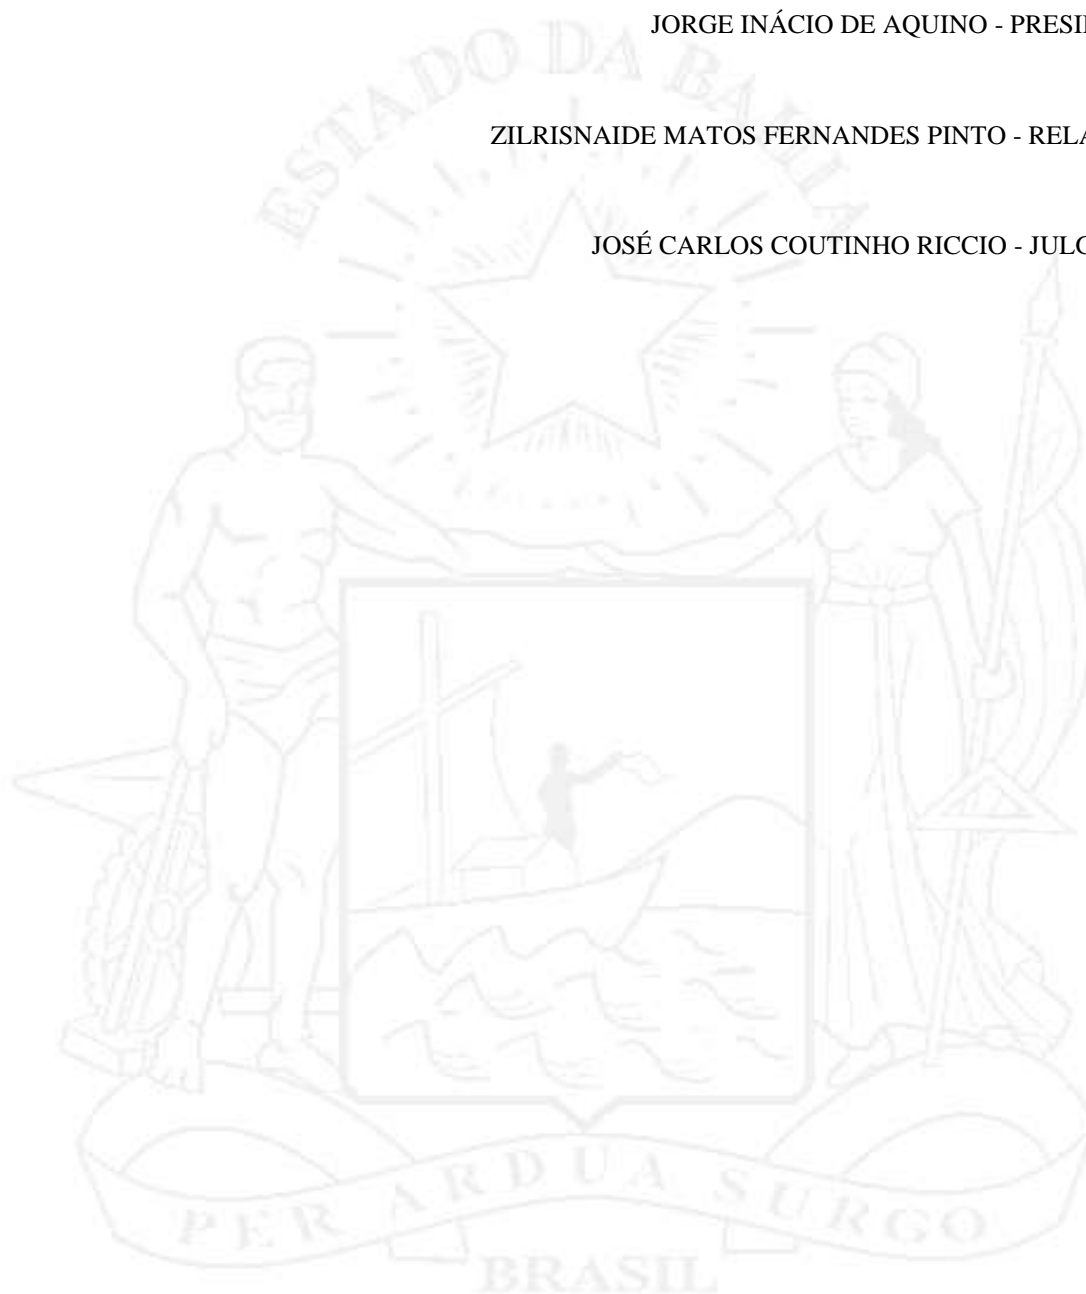 JORGE INÁCIO DE AQUINO - PRESI
ZILRISNAIDE MATOS FERNANDES PINTO - RELA
JOSÉ CARLOS COUTINHO RICCIO - JUL
ESTADO DA BAHIA
PER ARDUA SURGO
BRASIL